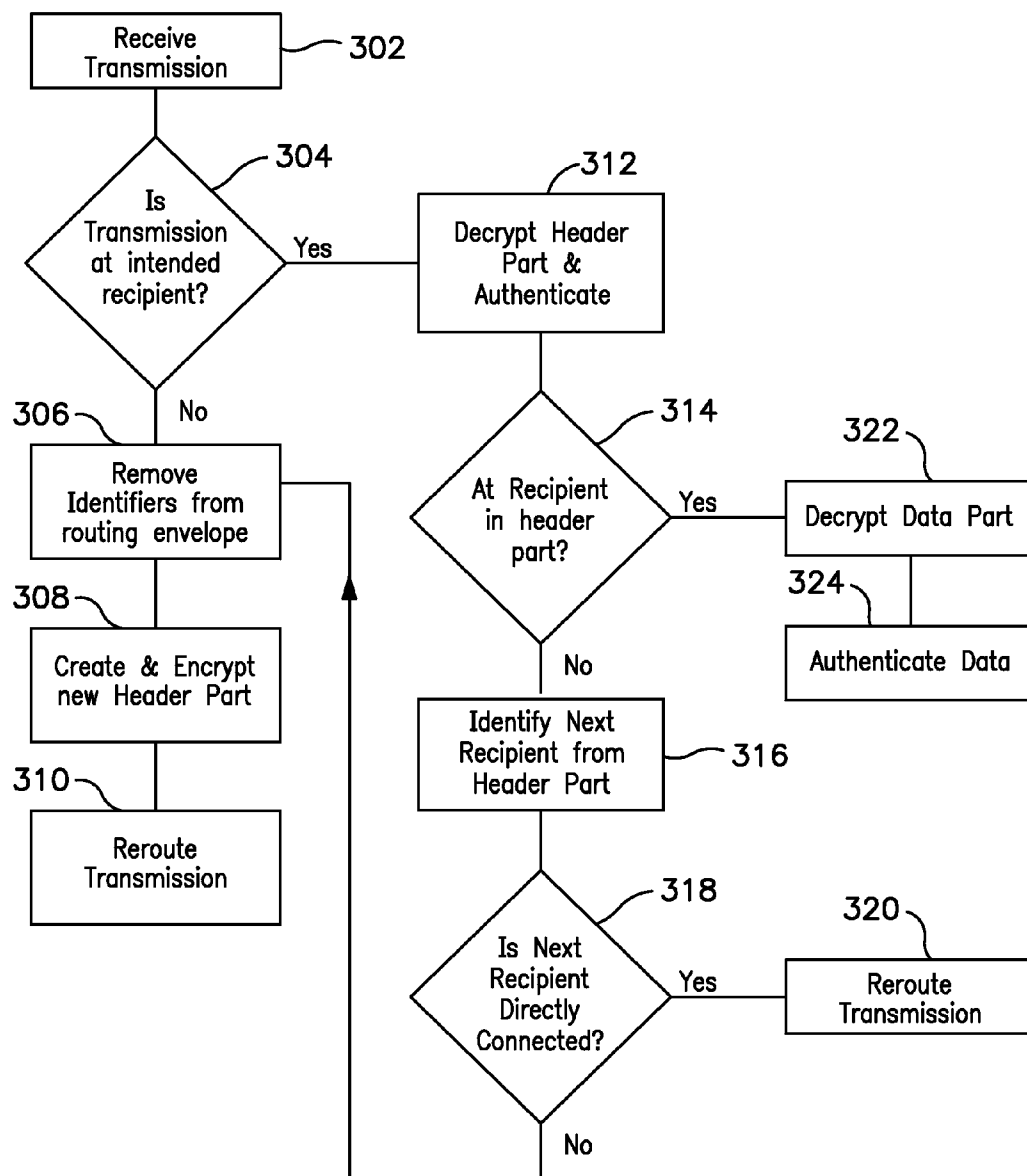 Receive
Transmission
302
304
Is
Transmission
at intended
recipient?
Yes
No
306
Remove
Identifiers from
routing envelope
308
Create & Encrypt
new Header Part
310
Reroute
Transmission
312
Decrypt Header
Part &
Authenticate
314
At Recipient
in header
part?
Yes
No
322
Decrypt Data Part
324
Authenticate Data
Identify Next
Recipient from
Header Part
316
318
Is Next
Recipient
Directly
Connected?
Yes
No
320
Reroute
Transmission